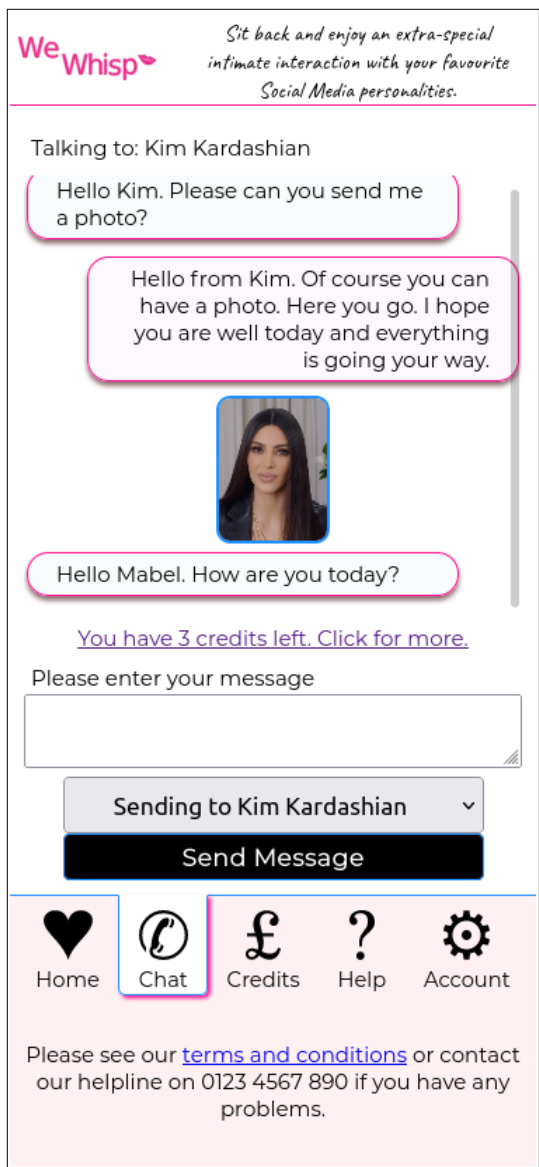 We Whisp
Sit back and enjoy an extra-special
intimate interaction with your favourite
Social Media personalities.
Talking to: Kim Kardashian
Hello Kim. Please can you send me
a photo?
Hello from Kim. Of course you can
have a photo. Here you go. I hope
you are well today and everything
is going your way.
Hello Mabel. How are you today?
You have 3 credits left. Click for more.
Please enter your message
Sending to Kim Kardashian
Send Message
£
?
Home Chat Credits Help Account
Please see our terms and conditions or contact
our helpline on 0123 4567 890 if you have any
problems.